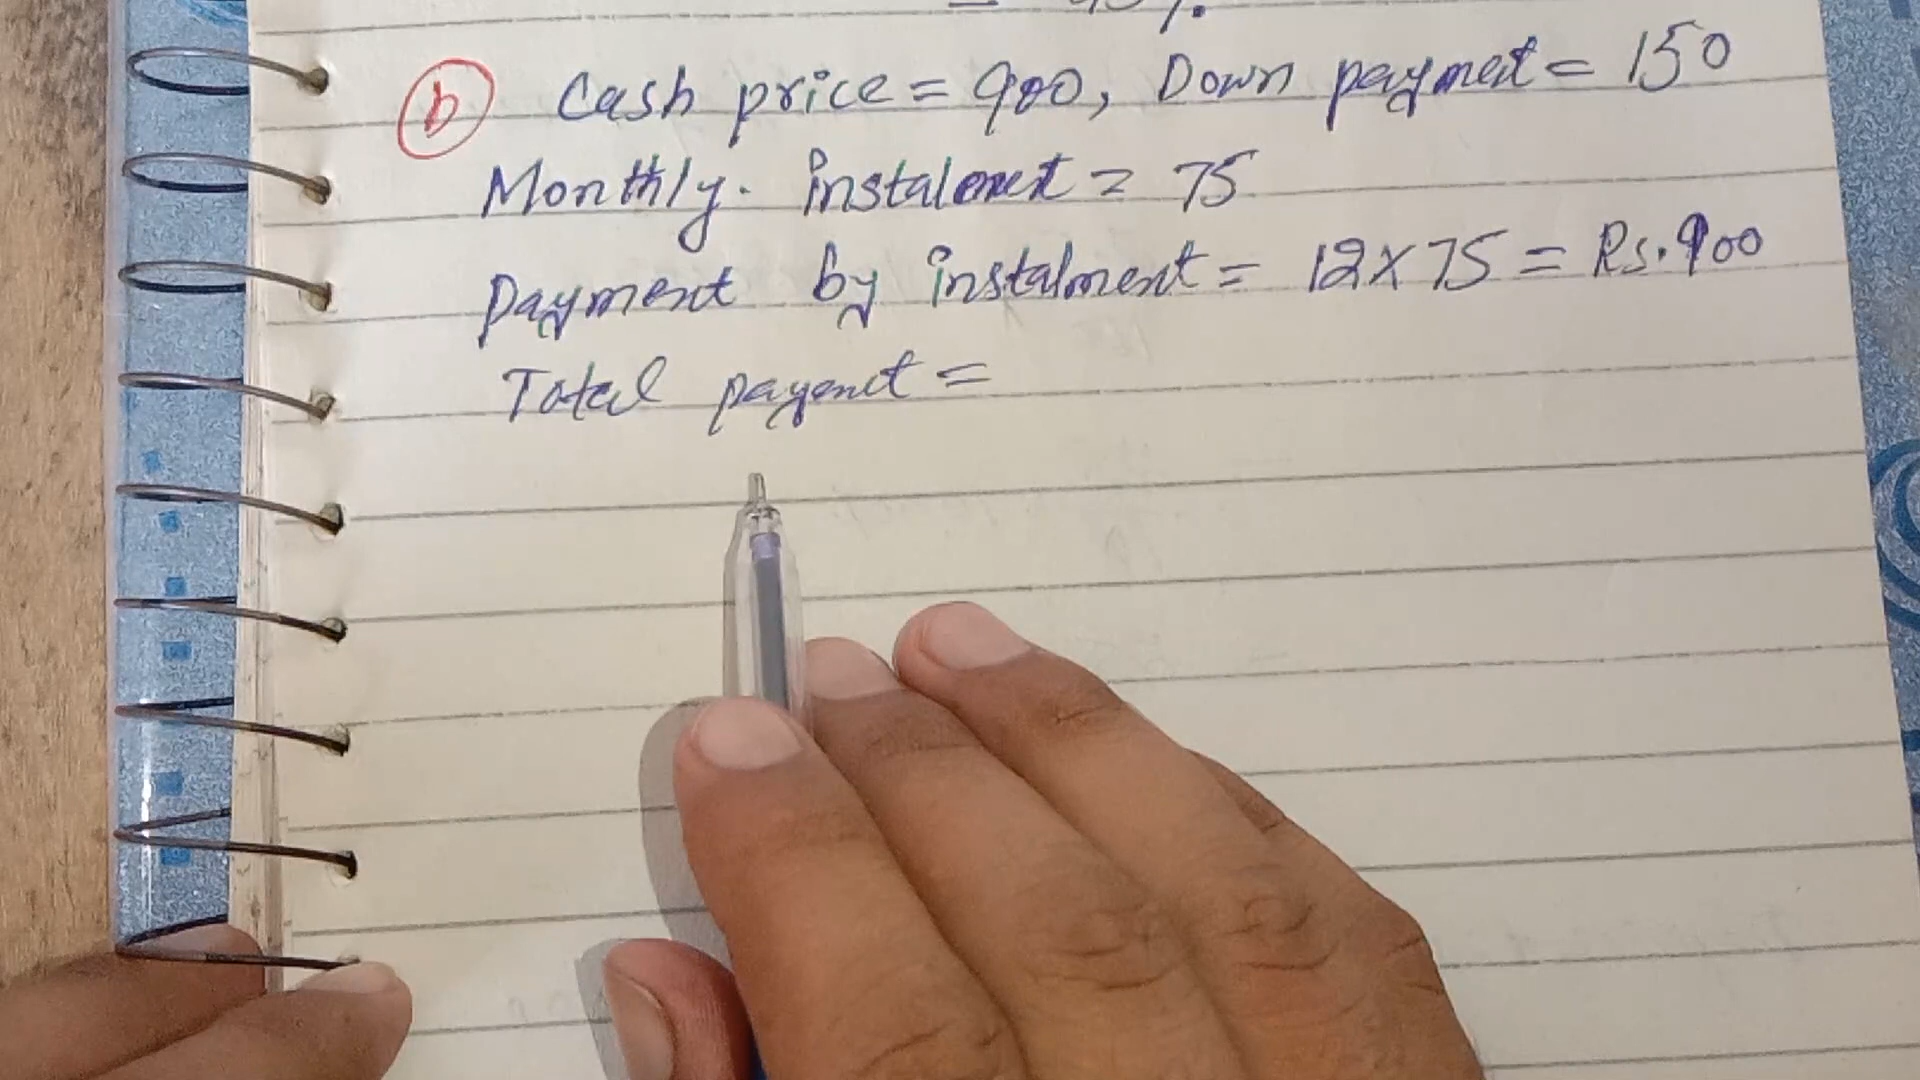 (b) Cash price = 900, Down payment = 150
Monthly. instalment = 75
payment by instalment = 12 × 75 = Rs. 900
Total payment =